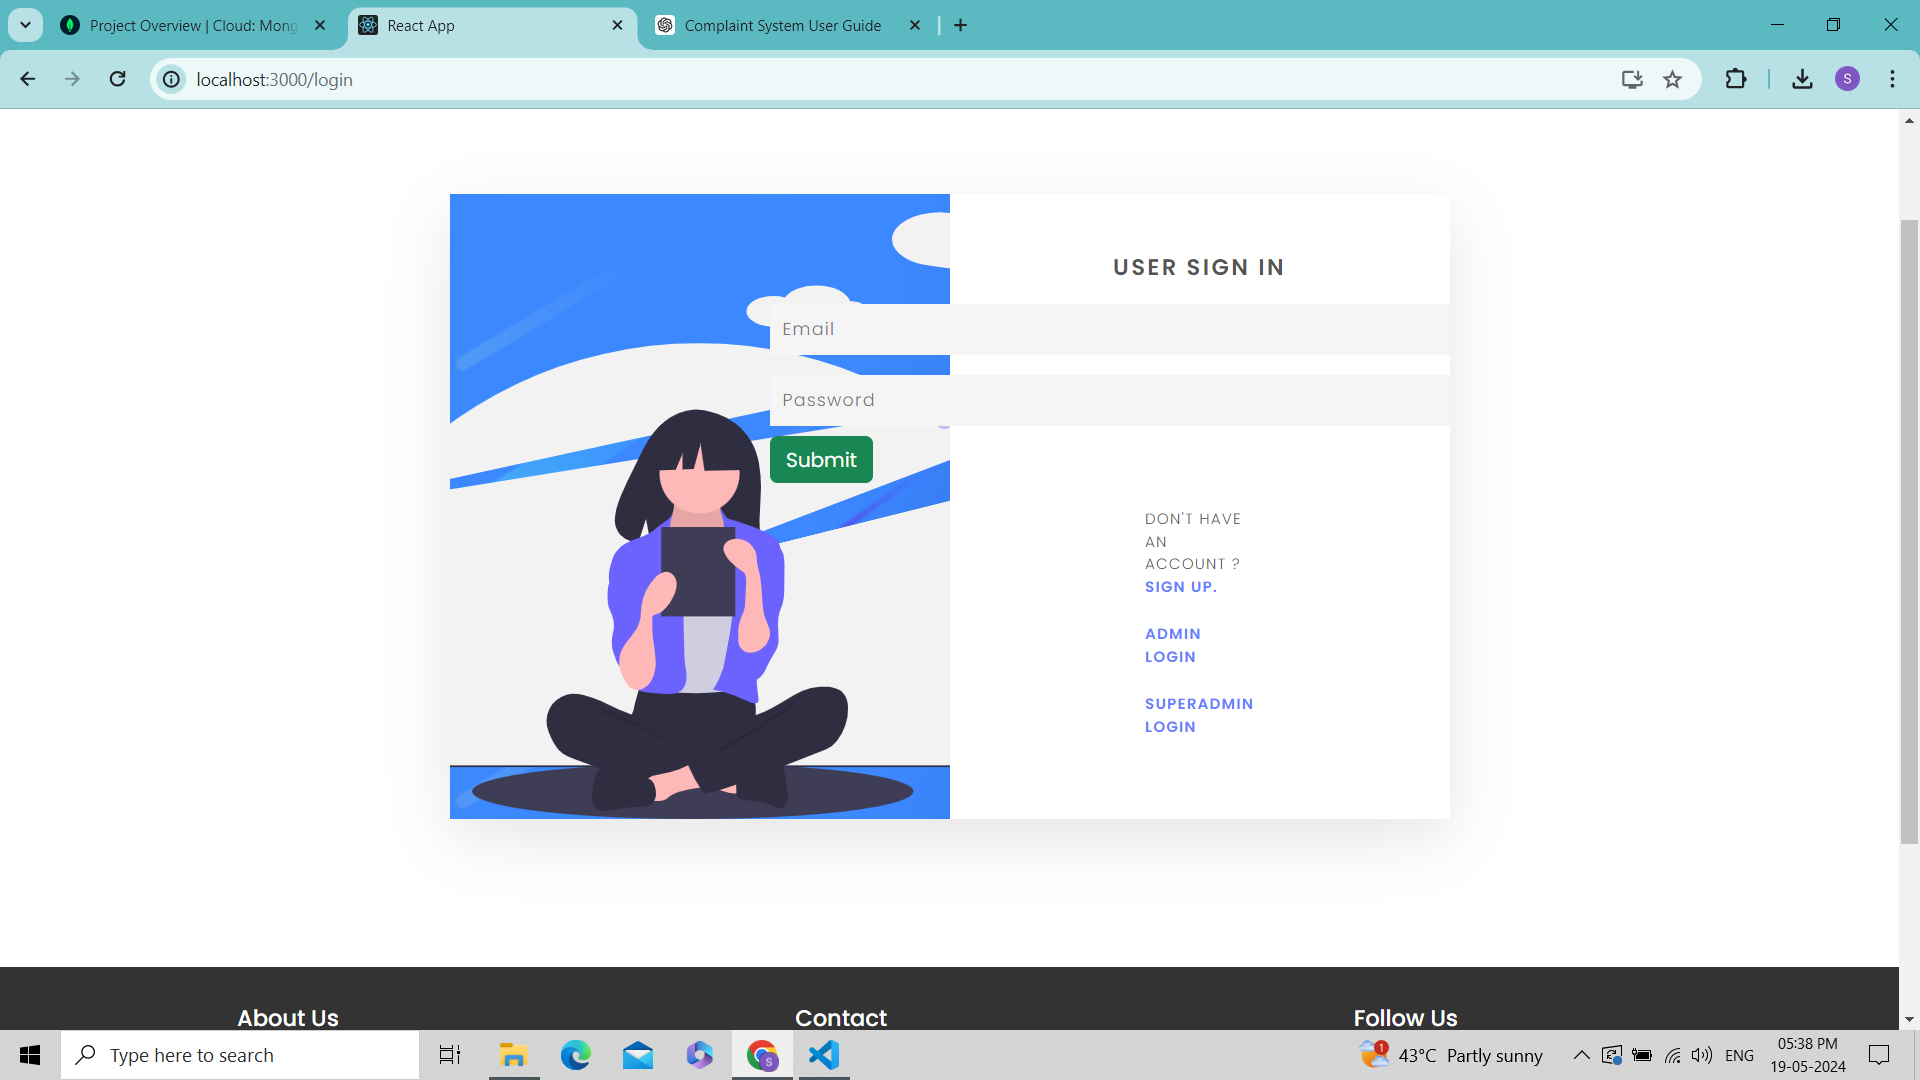 Project Overview | Cloud: Mong
React App
Complaint System User Guide
localhost:3000/login
S
USER SIGN IN
Email
Password
Submit
DON'T HAVE
AN
ACCOUNT ?
SIGN UP.
ADMIN
LOGIN
SUPERADMIN
LOGIN
About Us
Contact
Follow Us
Type here to search
S
1
43°C Partly sunny
ENG
05:38 PM
19-05-2024